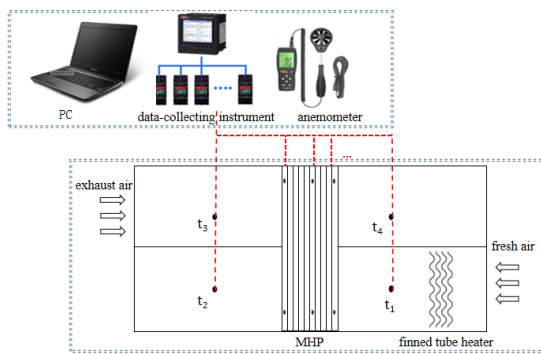 PC
data-collecting instrument
anemometer
...
exhaust air
t3
t4
fresh air
t2
t1
MHP
finned tube heater